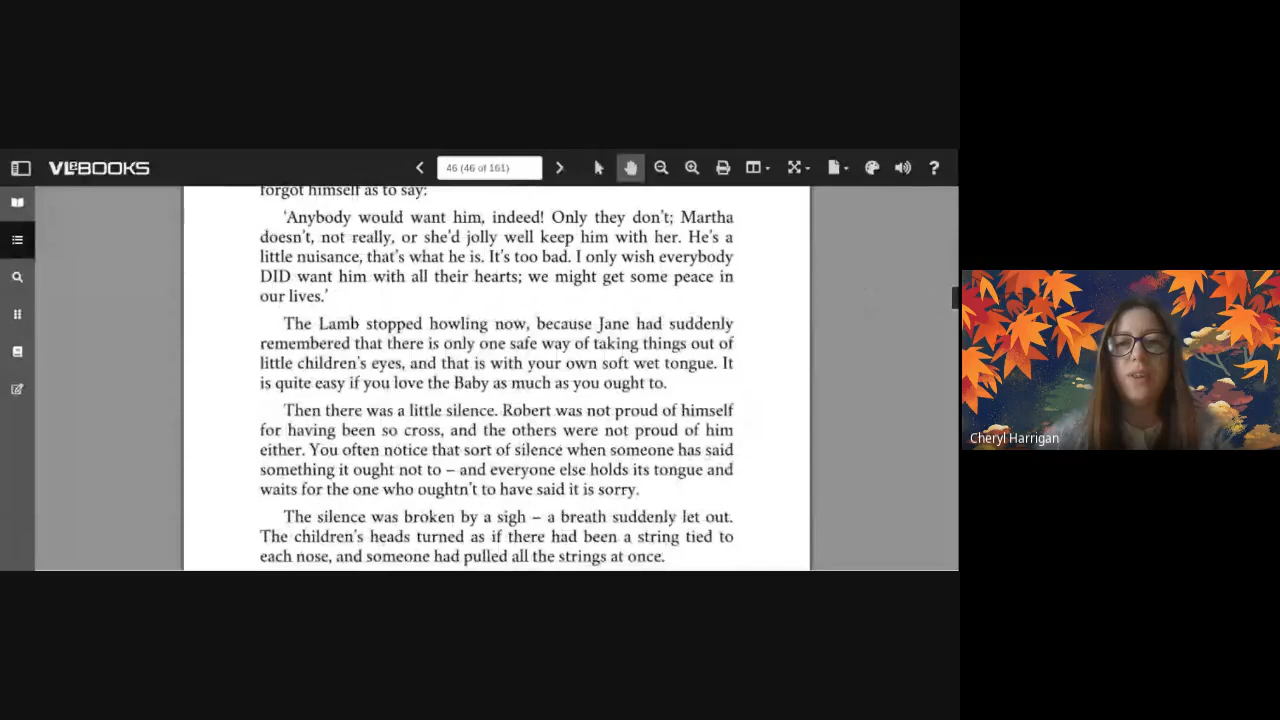 VLeBOOKS
46 (46 of 161)
forgot himself as to say:
'Anybody would want him, indeed! Only they don't; Martha
doesn't, not really, or she'd jolly well keep him with her. He's a
little nuisance, that's what he is. It's too bad. I only wish everybody
DID want him with all their hearts; we might get some peace in
our lives.'
The Lamb stopped howling now, because Jane had suddenly
remembered that there is only one safe way of taking things out of
little children's eyes, and that is with your own soft wet tongue. It
is quite easy if you love the Baby as much as you ought to.
Then there was a little silence. Robert was not proud of himself
for having been so cross, and the others were not proud of him
either. You often notice that sort of silence when someone has said
something it ought not to – and everyone else holds its tongue and
waits for the one who oughtn't to have said it is sorry.
The silence was broken by a sigh – a breath suddenly let out.
The children's heads turned as if there had been a string tied to
each nose, and someone had pulled all the strings at once.
Cheryl Harrigan